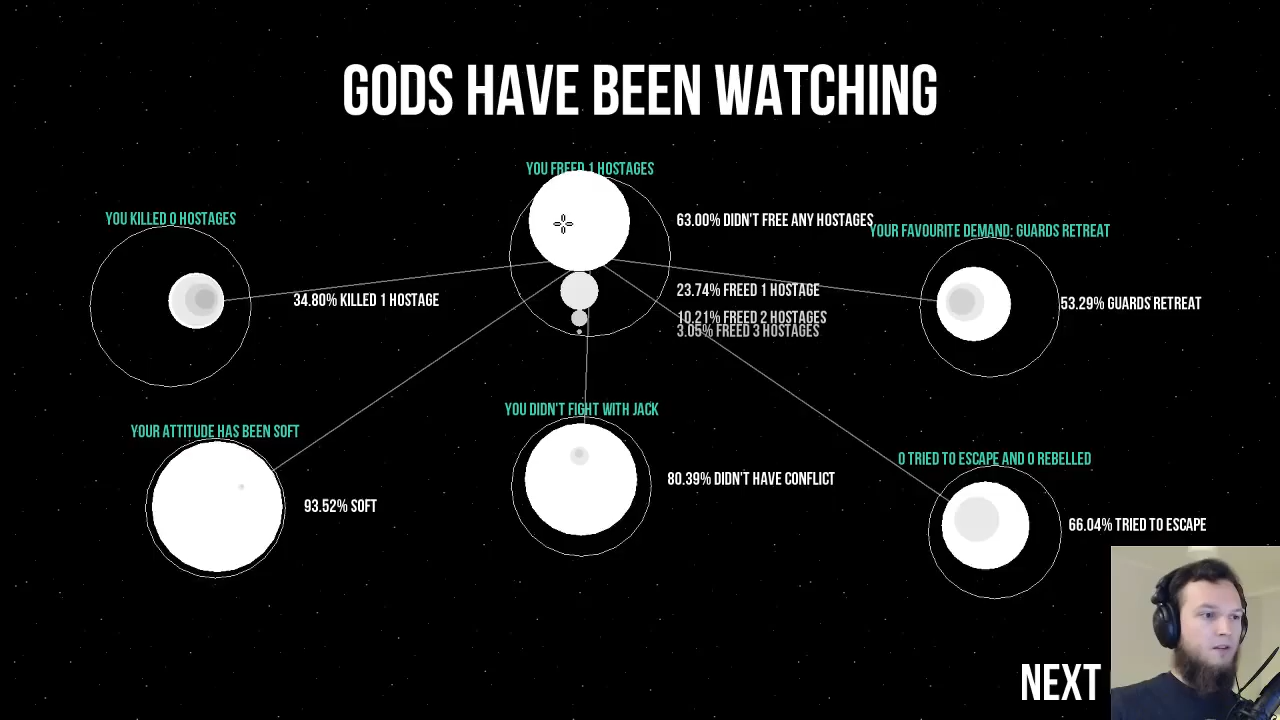 GODS HAVE BEEN WATCHING
YOU FREED 1 HOSTAGES
63.00% DIDN'T FREE ANY HOSTAGES
23.74% FREED 1 HOSTAGE
10.21% FREED 2 HOSTAGES
3.05% FREED 3 HOSTAGES
YOU KILLED 0 HOSTAGES
34.80% KILLED 1 HOSTAGE
YOUR FAVOURITE DEMAND: GUARDS RETREAT
53.29% GUARDS RETREAT
YOUR ATTITUDE HAS BEEN SOFT
93.52% SOFT
YOU DIDN'T FIGHT WITH JACK
80.39% DIDN'T HAVE CONFLICT
0 TRIED TO ESCAPE AND 0 REBELLED
66.04% TRIED TO ESCAPE
NEXT